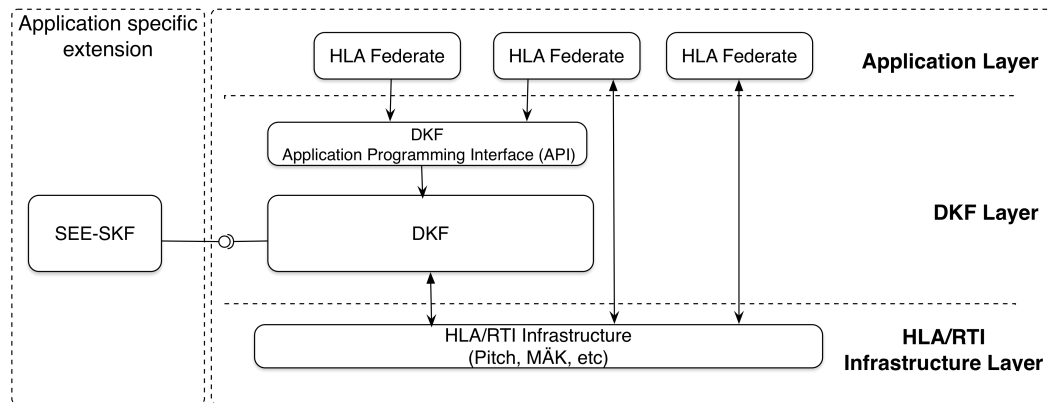 Application specific
extension
HLA Federate
HLA Federate
HLA Federate
Application Layer
DKF
Application Programming Interface (API)
SEE-SKF
DKF
DKF Layer
HLA/RTI Infrastructure
(Pitch, MÄK, etc)
HLA/RTI
Infrastructure Layer